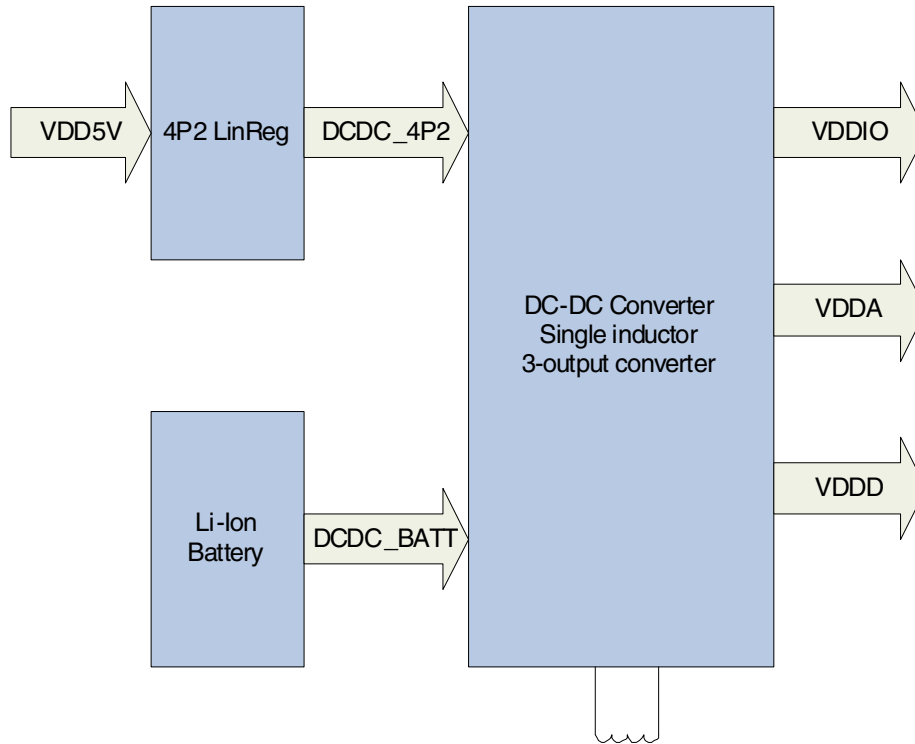 VDD5V
4P2 LinReg
DCDC_4P2
VDDIO
DC-DC Converter
Single inductor
3-output converter
VDDA
VDDD
Li-Ion
Battery
DCDC_BATT